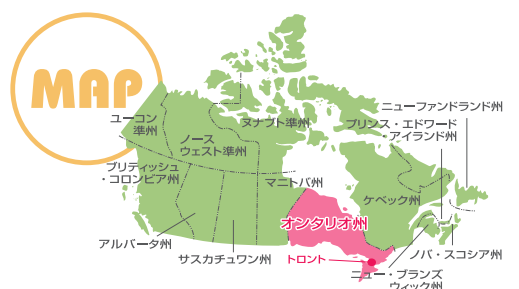 MAP
ユーコン
準州
ノース
ウェスト準州
ヌナブト準州
ニューファンドランド州
プリンス・エドワード
・アイランド州
ブリティッシュ
・コロンビア州
マニトバ州
ケベック州
オンタリオ州
アルバータ州
サスカチュワン州
トロント
ノバ・スコシア州
ニュー・ブランズ
ウィック州